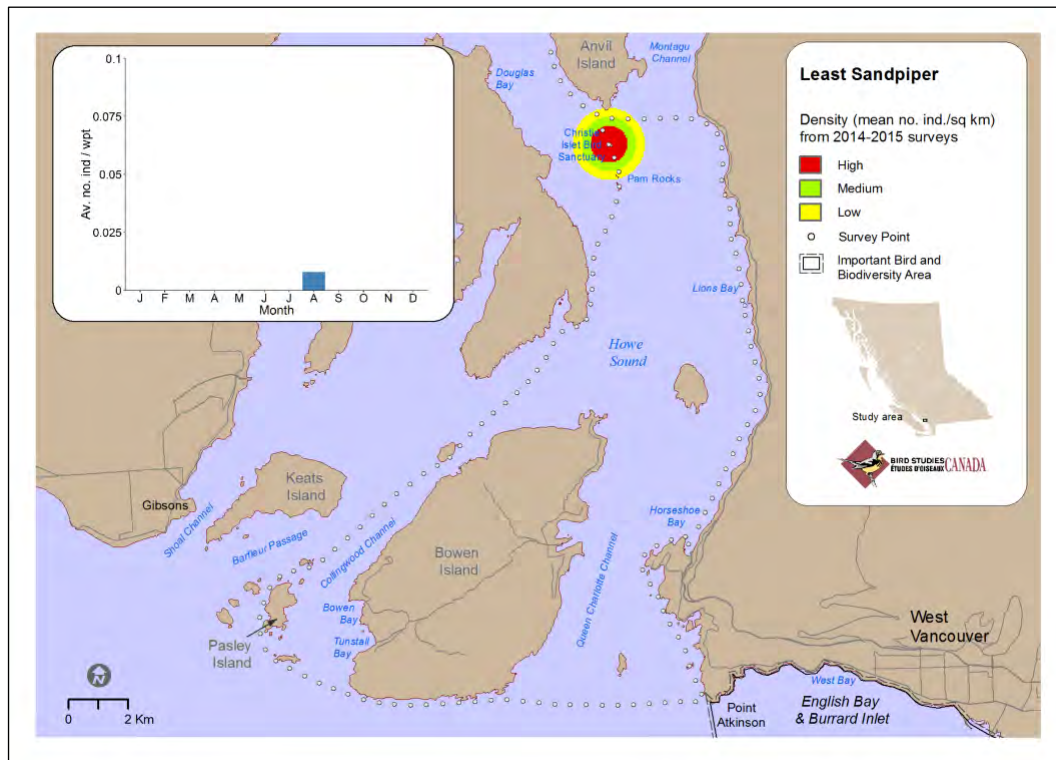 0.1
0.075
0.05
0.025
0
Av. no. ind / wpt
J F M A M J J A S O N D
Month
Anvil
Island
Montagu
Channel
Douglas
Bay
Christie
Islet Bird
Sanctuary
Pam Rocks
Lions Bay
Howe
Sound
Keats
Island
Gibsons
Shoal Channel
Barfleur Passage
Collingwood Channel
Horseshoe
Bay
Bowen
Island
Queen Charlotte Channel
Bowen
Bay
Tunstall
Bay
Pasley
Island
West
Vancouver
West Bay
English Bay
& Burrard Inlet
Point
Atkinson
N
0 2 Km
Least Sandpiper
Density (mean no. ind./sq km)
from 2014-2015 surveys
High
Medium
Low
Survey Point
Important Bird and
Biodiversity Area
Study area
BIRD STUDIES
ÉTUDES D'OISEAUX CANADA